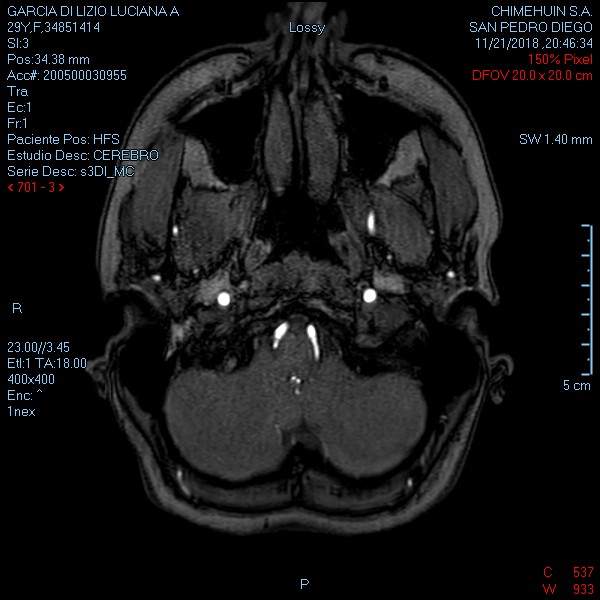 GARCIA DI LIZIO LUCIANA A
29Y,F,34851414
Sl:3
Pos:34.38 mm
Acc#: 200500030955
Tra
Ec:1
Fr:1
Paciente Pos: HFS
Estudio Desc: CEREBRO
Serie Desc: s3DI_MC
< 701 - 3 >
Lossy
CHIMEHUIN S.A.
SAN PEDRO DIEGO
11/21/2018 ,20:46:34
150% Pixel
DFOV 20.0 x 20.0 cm
SW 1.40 mm
R
23.00//3.45
Etl:1 TA:18.00
400x400
Enc: ^
1nex
5 cm
P
C 537
W 933